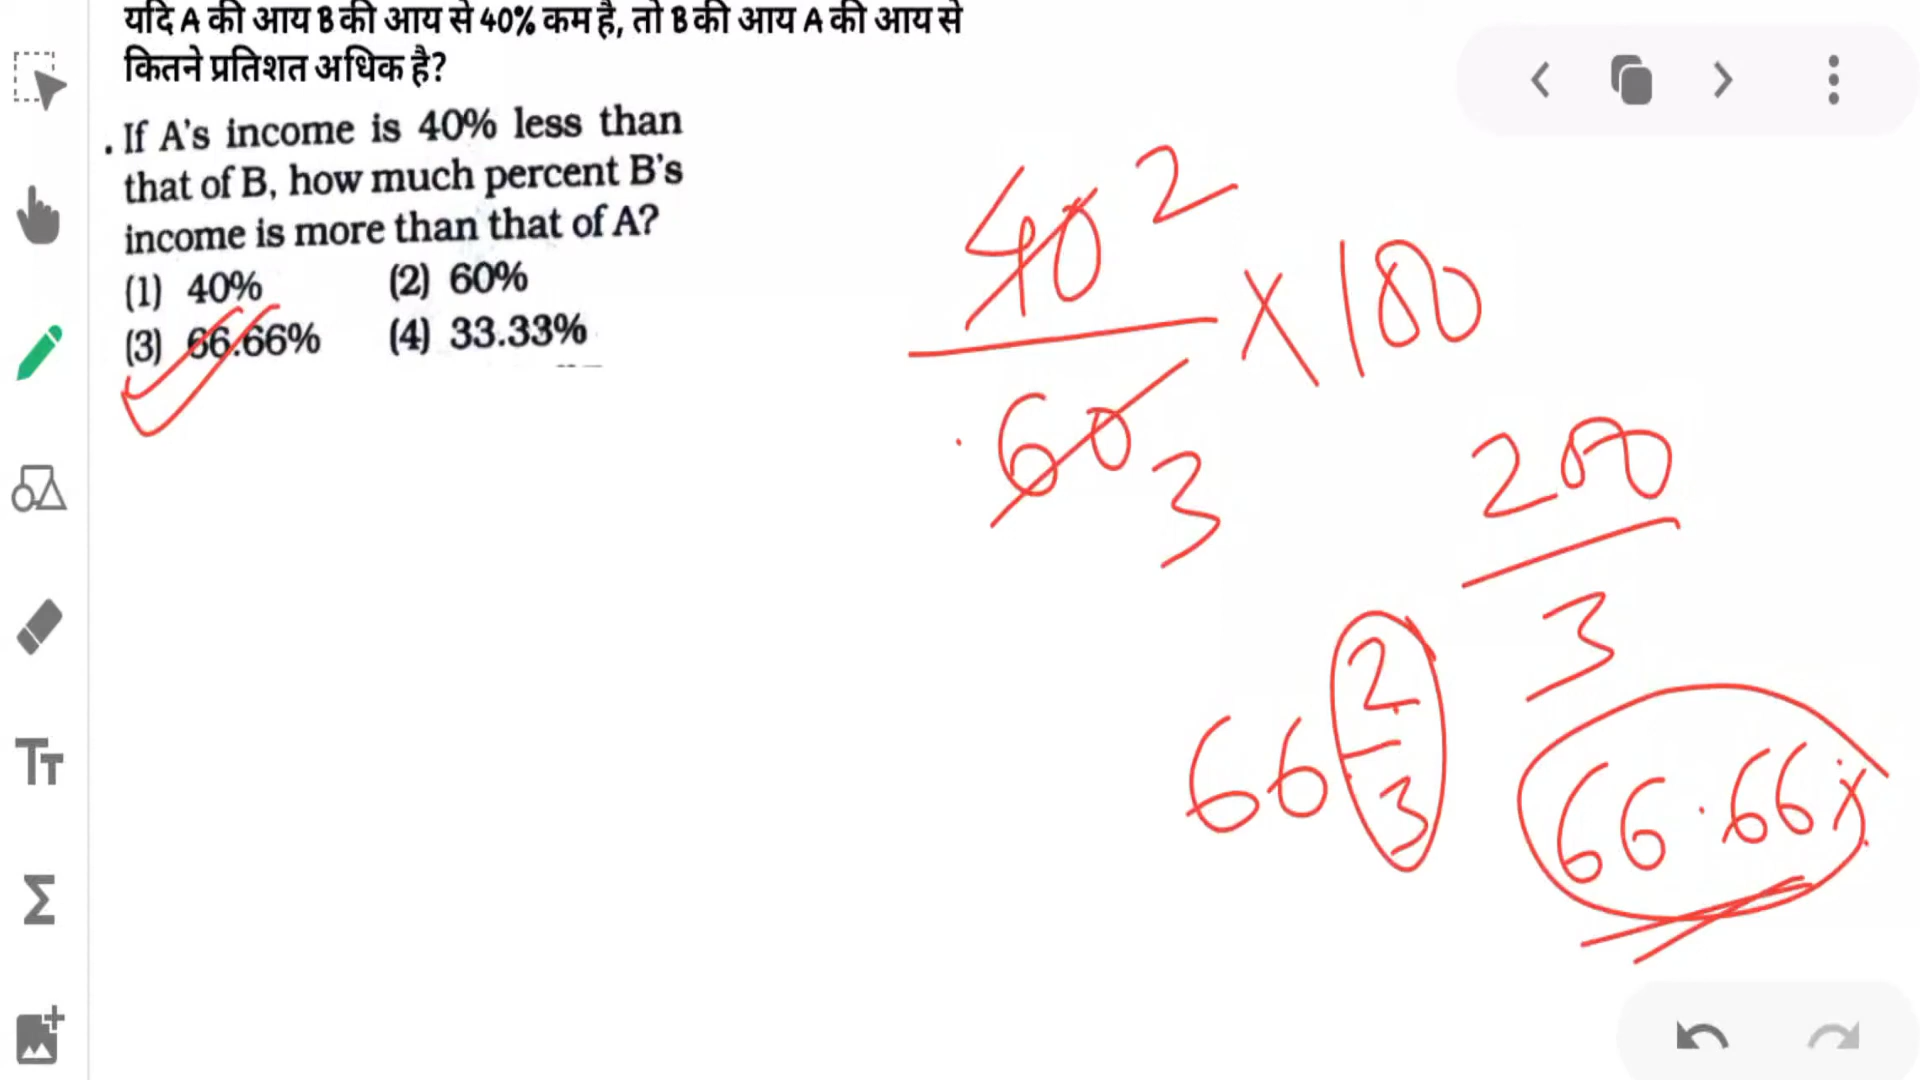 यदि A की आय B की आय से 40% कम है, तो B की आय A की आय से
कितने प्रतिशत अधिक है?
. If A's income is 40% less than
that of B, how much percent B's
income is more than that of A?
(1) 40% (2) 60%
(3) 66.66% (4) 33.33%
40 2
× 100
60 3
200
3
66 2/3
66.66%
Tт
Σ